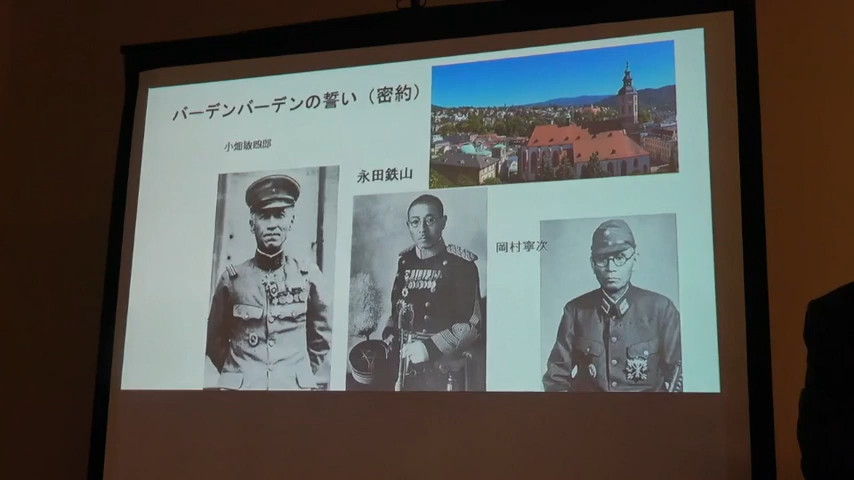 バーデンバーデンの誓い（密約）
小畑敏四郎
永田鉄山
岡村寧次